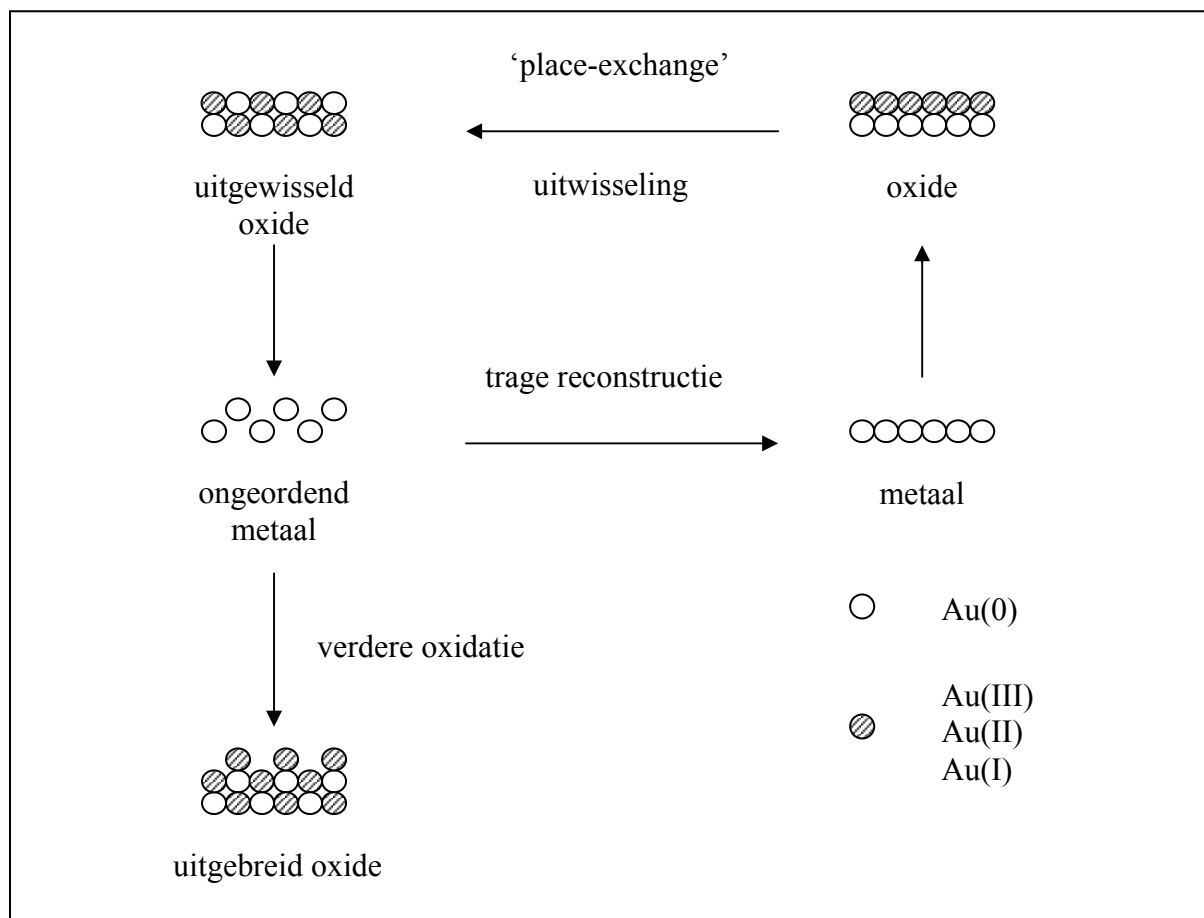 ‘place-exchange’
uitwisseling
uitgewisseld
oxide
oxide
trage reconstructie
ongeordend
metaal
metaal
verdere oxidatie
Au(0)
Au(III)
Au(II)
Au(I)
uitgebreid oxide